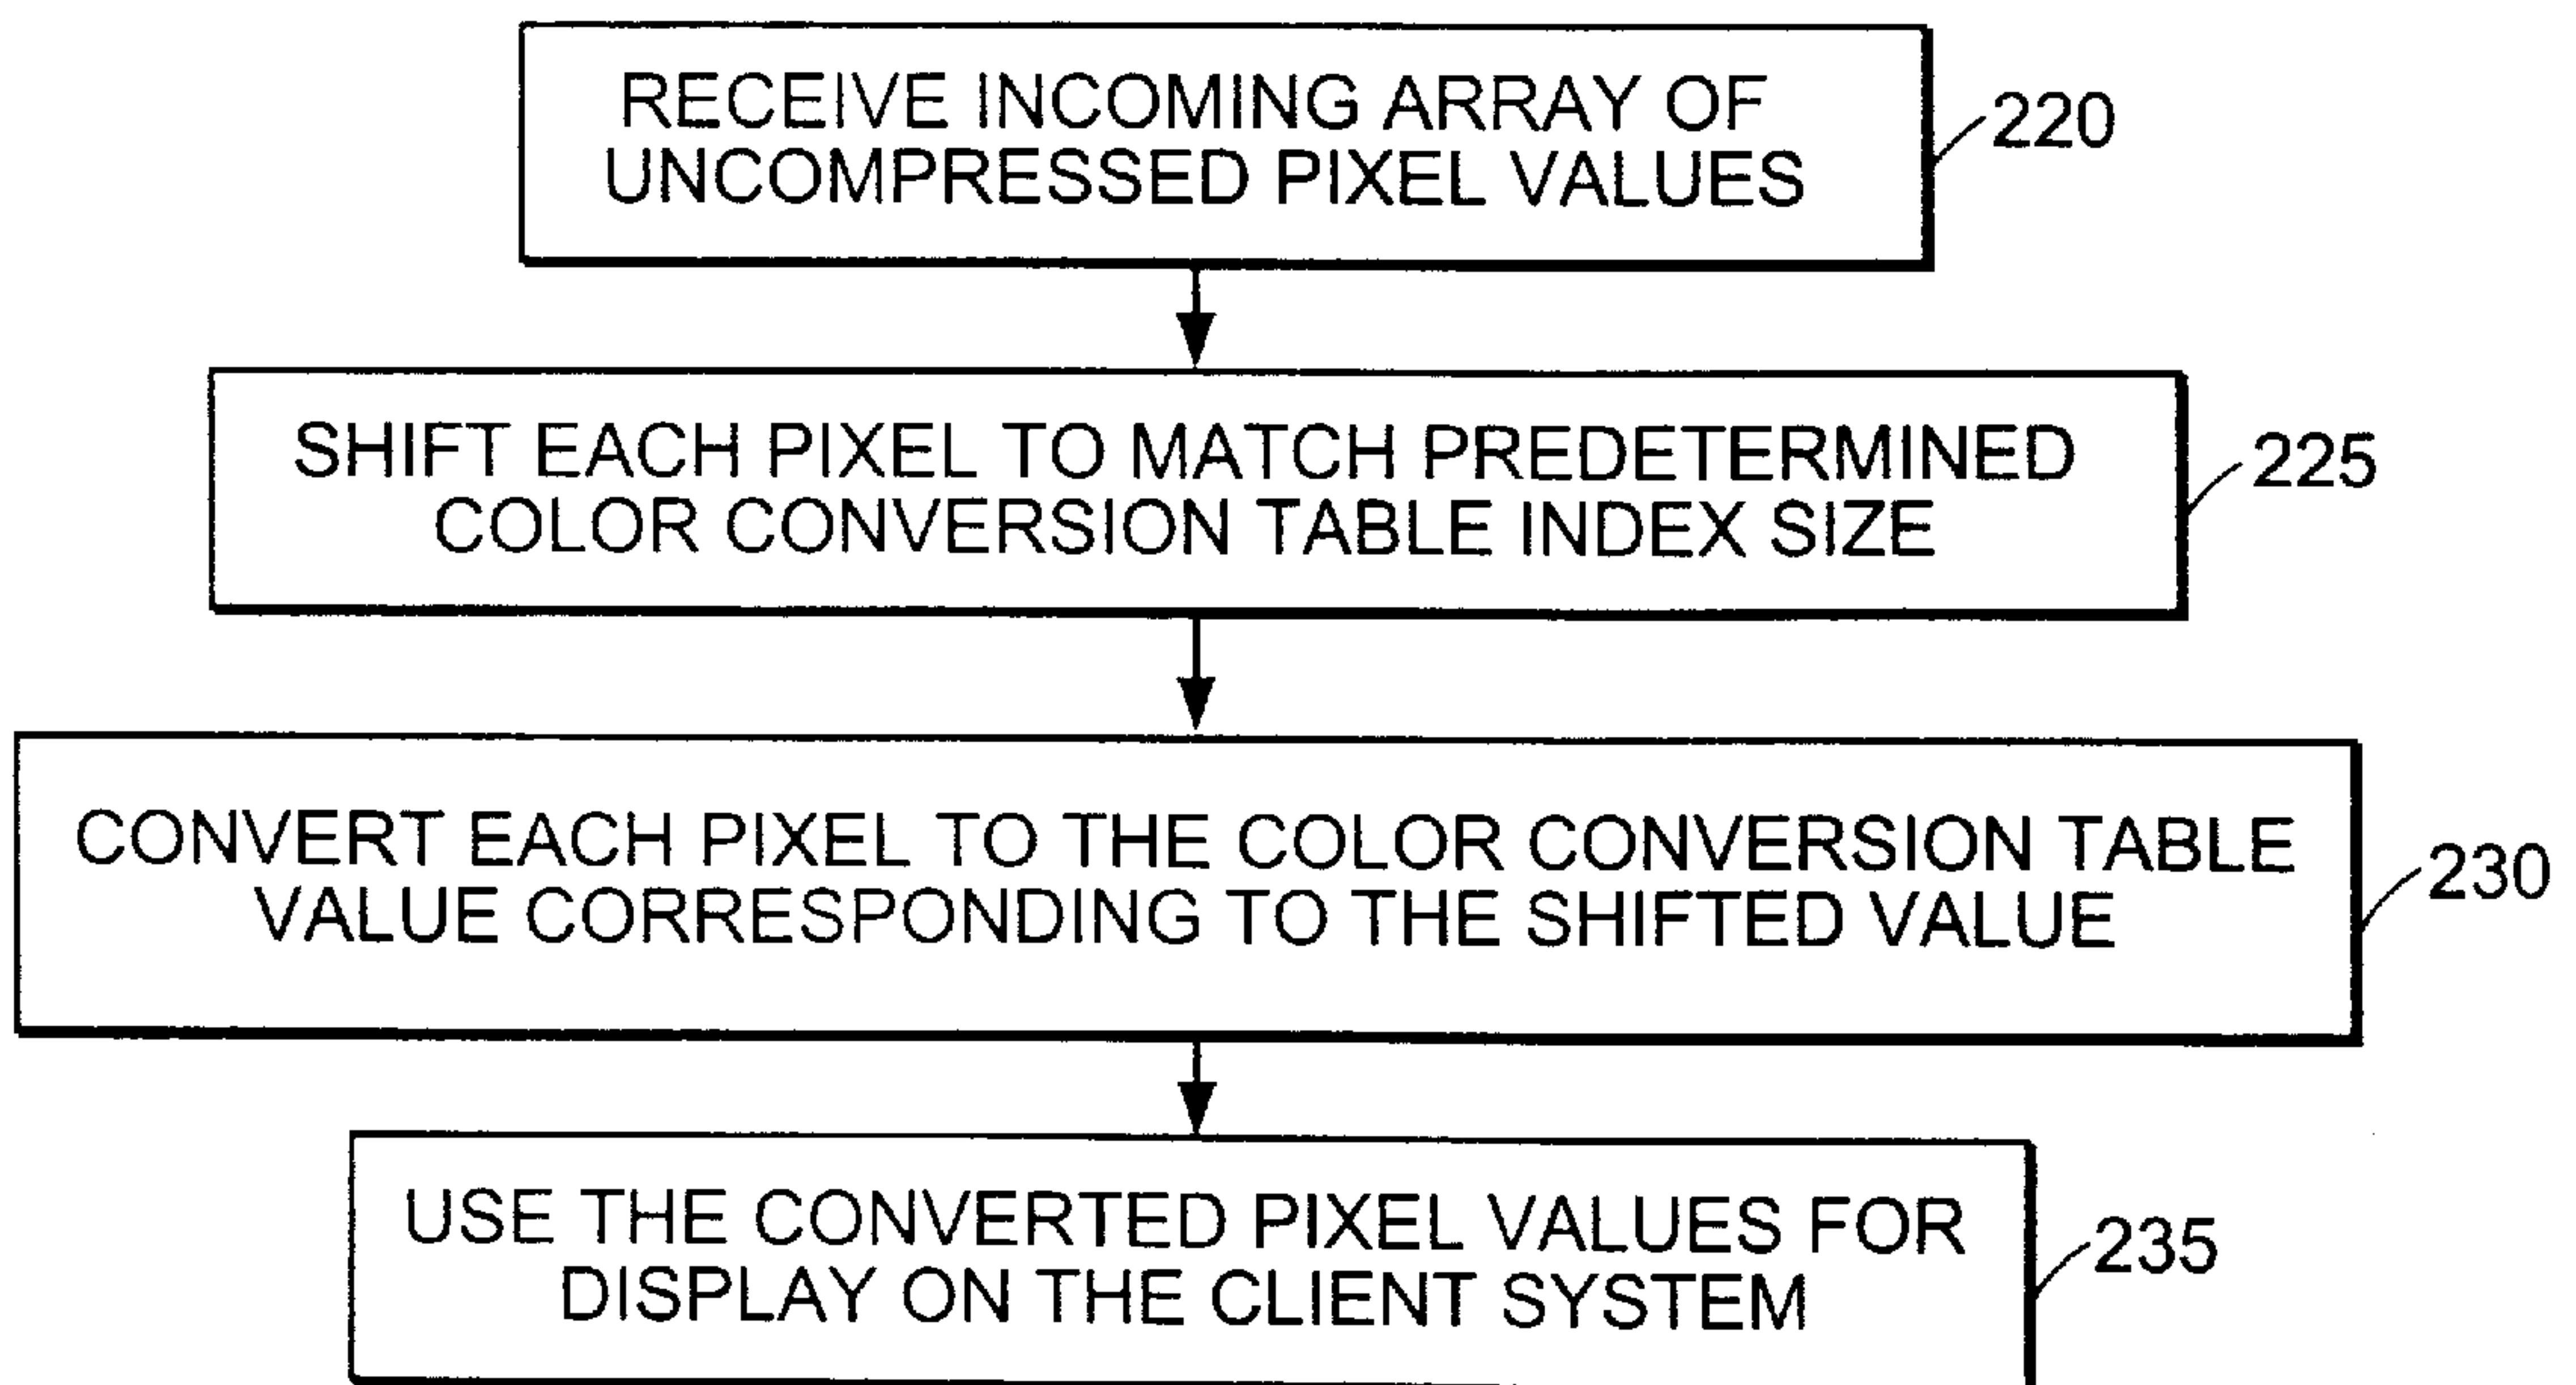 RECEIVE INCOMING ARRAY OF
UNCOMPRESSED PIXEL VALUES
220
SHIFT EACH PIXEL TO MATCH PREDETERMINED
COLOR CONVERSION TABLE INDEX SIZE
225
CONVERT EACH PIXEL TO THE COLOR CONVERSION TABLE
VALUE CORRESPONDING TO THE SHIFTED VALUE
230
USE THE CONVERTED PIXEL VALUES FOR
DISPLAY ON THE CLIENT SYSTEM
235